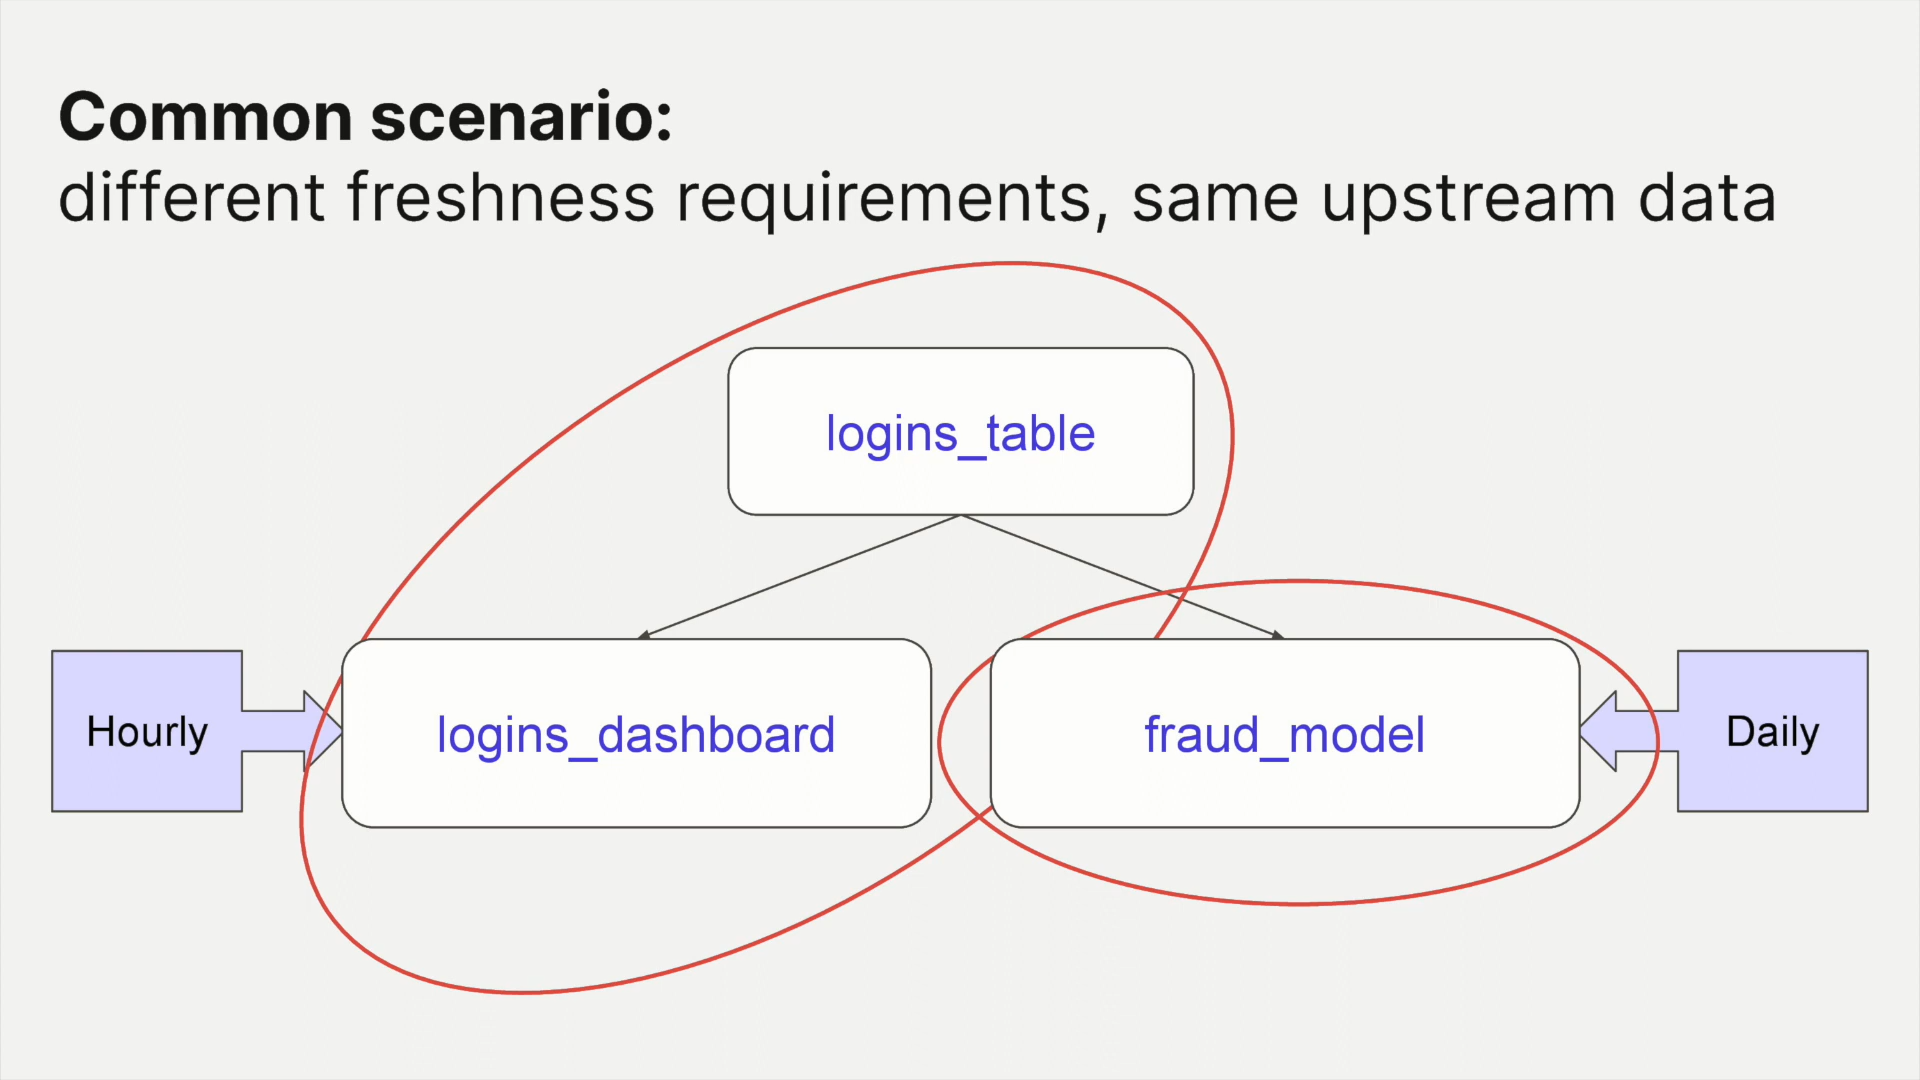 Common scenario:
different freshness requirements, same upstream data
logins_table
Hourly
logins_dashboard
fraud_model
Daily